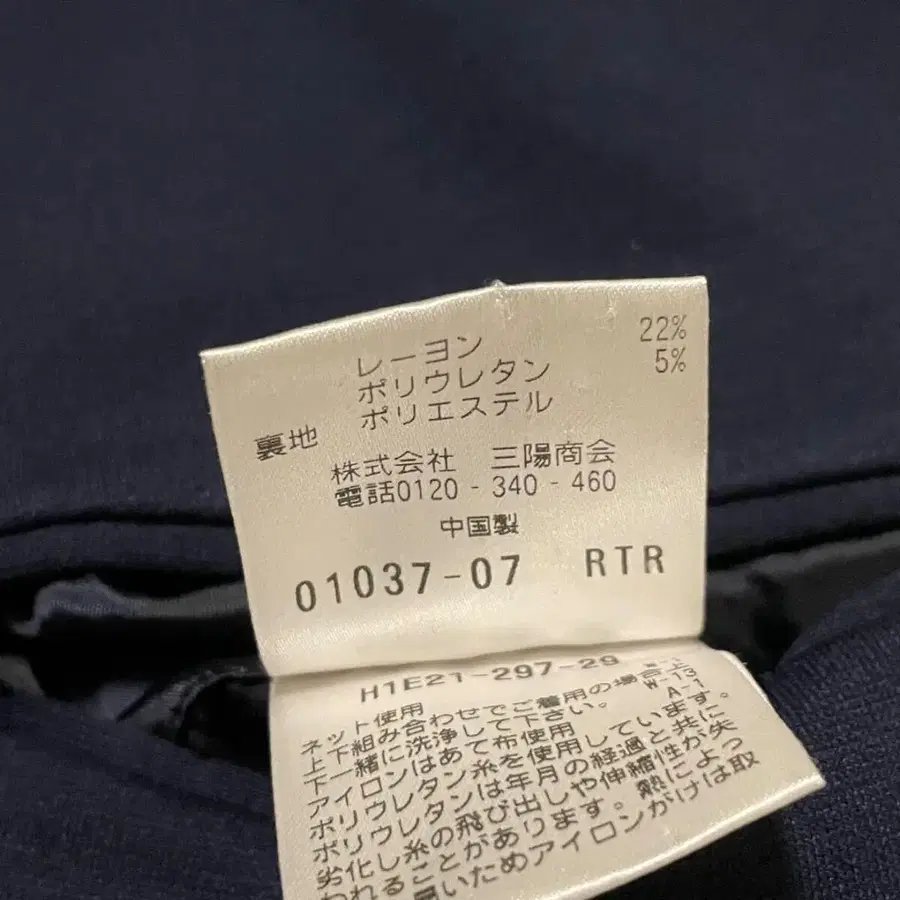 レーヨン 22%
ポリウレタン 5%
裏地 ポリエステル
株式会社 三陽商会
電話0120-340-460
中国製
01037-07 RTR
H1E21-297-29
W-13
A-1
ネット使用
上下組み合わせでご着用の場合上
下一緒に洗浄して下さい。
アイロンはあて布使用
ポリウレタン糸を使用しています。
ポリウレタンは年月の経過と共に
劣化し糸の飛び出しや伸縮性が失
われることがあります。熱によっ
いためアイロンがけは取